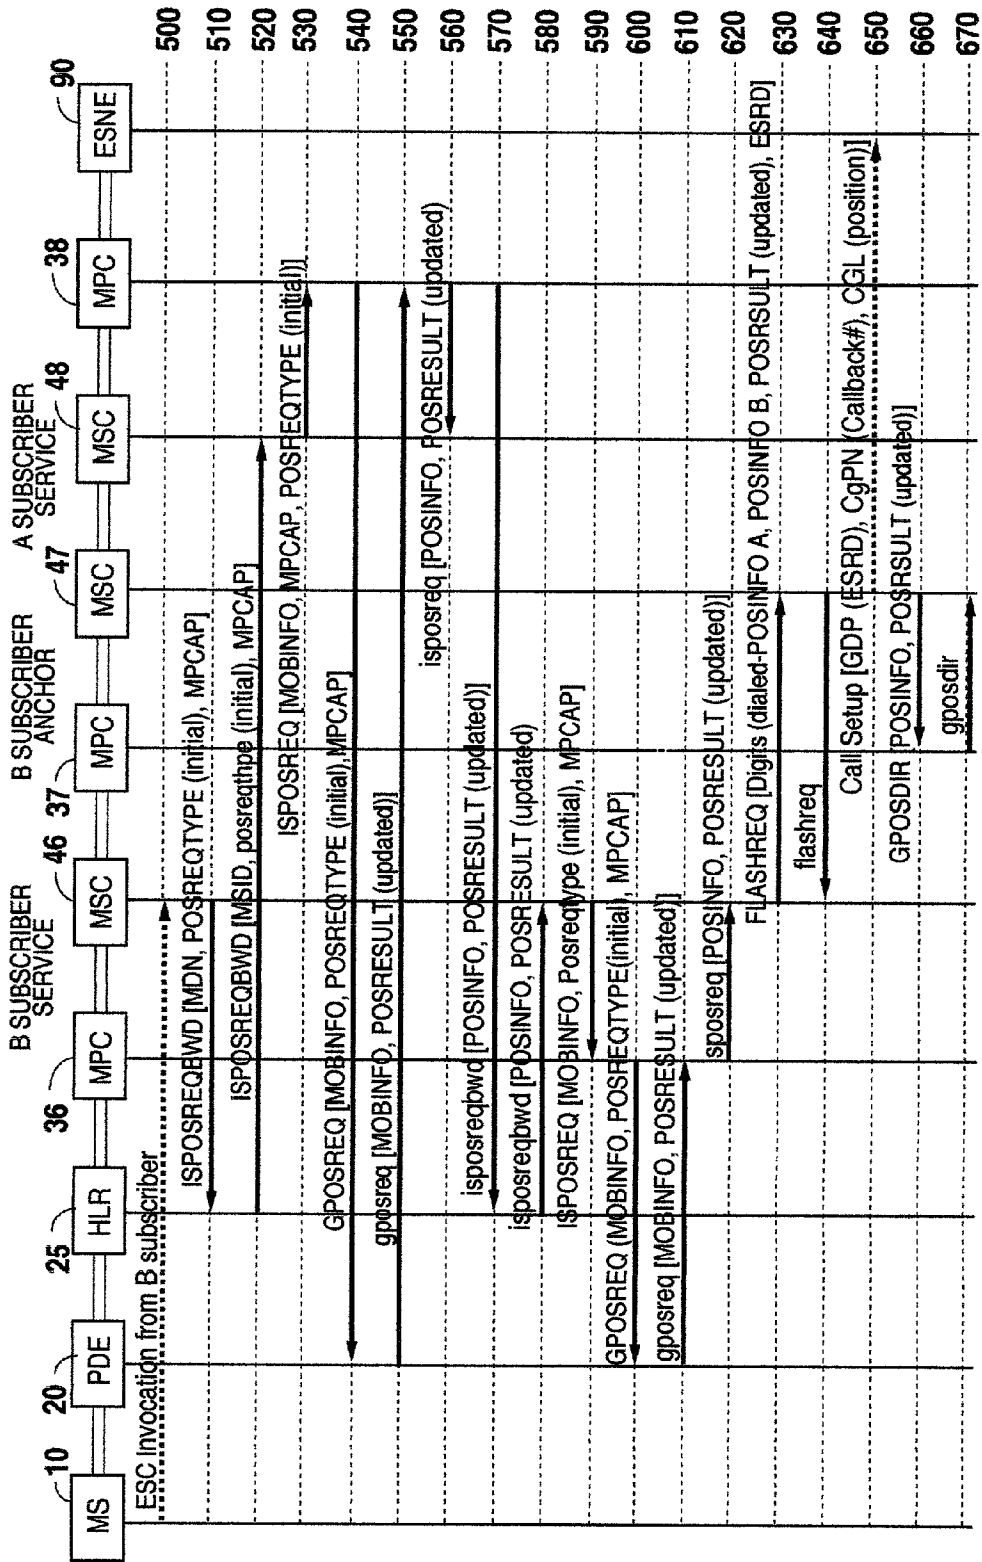 B SUBSCRIBER
SERVICE
B SUBSCRIBER
ANCHOR
A SUBSCRIBER
SERVICE
10
20
25
36
46
37
47
48
38
90
MS
PDE
HLR
MPC
MSC
MPC
MSC
MSC
MPC
ESNE
ESC Invocation from B subscriber
500
ISPOSREQBWD [MDN, POSREQTYPE (initial), MPCAP]
510
ISPOSREQBWD [MSID, posreqthpe (initial), MPCAP]
520
ISPOSREQ [MOBINFO, MPCAP, POSREQTYPE (initial)]
530
GPOSREQ [MOBINFO, POSREQTYPE (initial), MPCAP]
540
gposreq [MOBINFO, POSRESULT (updated)]
550
isposreq [POSINFO, POSRESULT (updated)
560
isposreqbwd [POSINFO, POSRESULT (updated)]
570
isposreqbwd [POSINFO, POSRESULT (updated)
580
ISPOSREQ [MOBINFO, Posreqtype (initial), MPCAP]
590
GPOSREQ (MOBINFO, POSREQTYPE(initial), MPCAP]
600
gposreq [MOBINFO, POSRESULT (updated)]
610
sposreq [POSINFO, POSRESULT (updated)]
620
FLASHREQ [Digits (dialed-POSINFO A, POSINFO B, POSRSULT (updated), ESRD]
630
flashreq
640
Call Setup [GDP (ESRD), CgPN (Callback#), CGL (position)]
650
GPOSDIR [POSINFO, POSRSULT (updated)]
660
gposdir
670